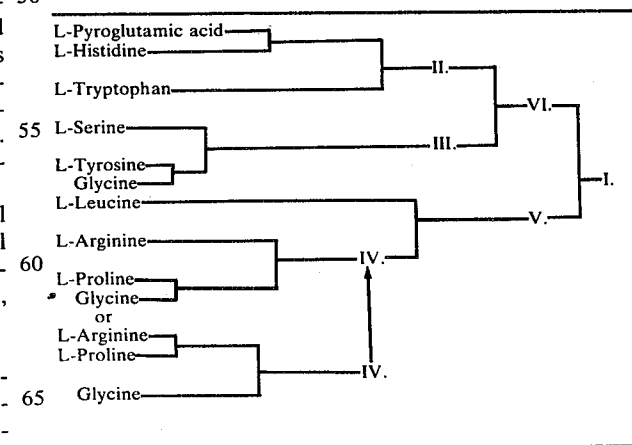 L-Pyroglutamic acid
L-Histidine
II.
L-Tryptophan
VI.
55 L-Serine
III.
L-Tyrosine
Glycine
I.
L-Leucine
V.
L-Arginine
60 IV.
L-Proline
Glycine
or
L-Arginine
L-Proline
IV.
65 Glycine